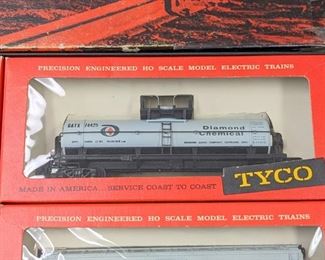 PRECISION ENGINEERED HO SCALE MODEL ELECTRIC TRAINS
GATX 74425
Diamond
Chemical
MADE IN AMERICA...SERVICE COAST TO COAST
TYCO
PRECISION ENGINEERED HO SCALE MODEL ELECTRIC TRAINS